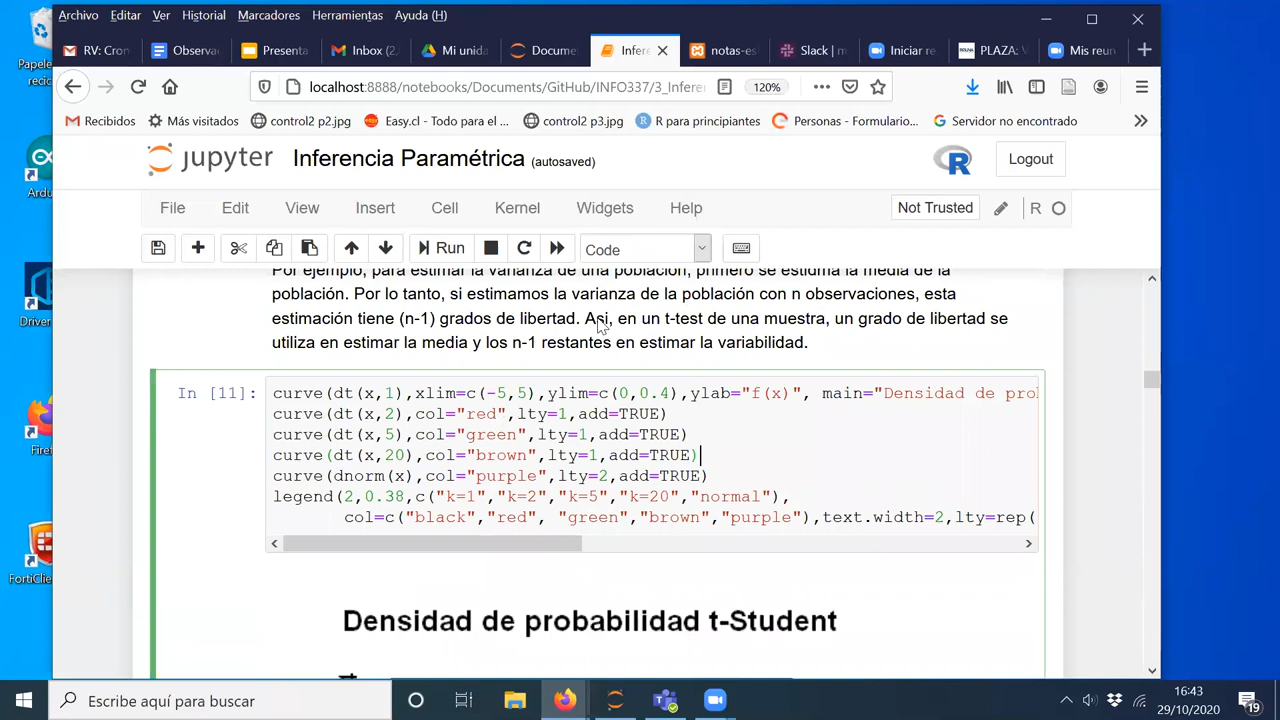 Archivo Editar Ver Historial Marcadores Herramientas Ayuda (H)
RV: Cron Observa Presenta Inbox (2, Mi unida Docume Infer notas-es Slack | m Iniciar re PLAZA: V Mis reun
localhost:8888/notebooks/Documents/GitHub/INFO337/3_Infere 120%
Recibidos Más visitados control2 p2.jpg Easy.cl - Todo para el ... control2 p3.jpg R para principiantes Personas - Formulario... Servidor no encontrado
jupyter Inferencia Paramétrica (autosaved) R Logout
File Edit View Insert Cell Kernel Widgets Help Not Trusted R
Run Code
Por ejemplo, para estimar la varianza de una población, primero se estidma la media de la
población. Por lo tanto, si estimamos la varianza de la población con n observaciones, esta
estimación tiene (n-1) grados de libertad. Asi, en un t-test de una muestra, un grado de libertad se
utiliza en estimar la media y los n-1 restantes en estimar la variabilidad.
In [11]: curve(dt(x,1),xlim=c(-5,5),ylim=c(0,0.4),ylab="f(x)", main="Densidad de prob
curve(dt(x,2),col="red",lty=1,add=TRUE)
curve(dt(x,5),col="green",lty=1,add=TRUE)
curve(dt(x,20),col="brown",lty=1,add=TRUE)
curve(dnorm(x),col="purple",lty=2,add=TRUE)
legend(2,0.38,c("k=1","k=2","k=5","k=20","normal"),
col=c("black","red", "green","brown","purple"),text.width=2,lty=rep(
Densidad de probabilidad t-Student
Papele
recic
Ardu
Driver
Firef
FortiClie
Escribe aquí para buscar
16:43
29/10/2020
19